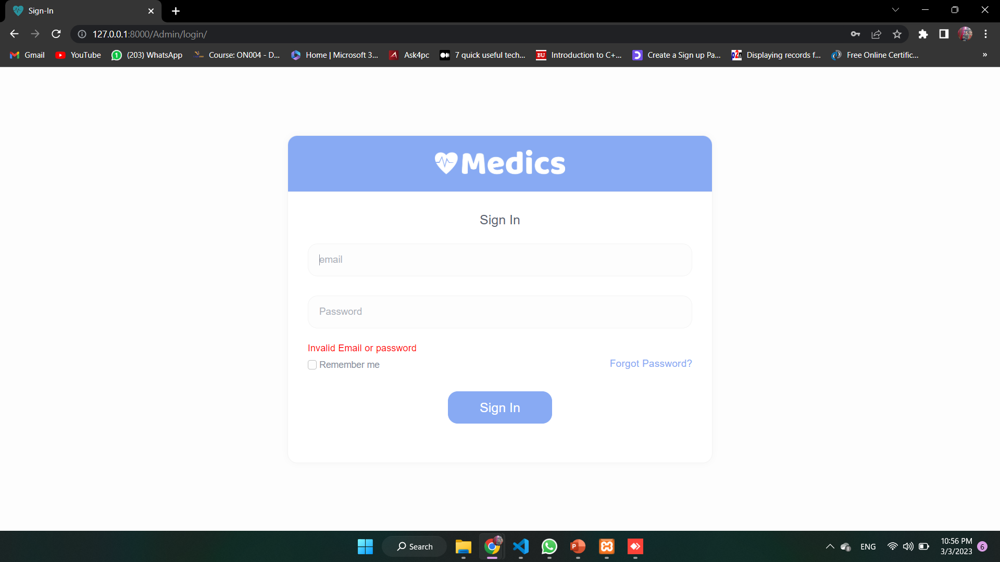 Sign-In
127.0.0.1:8000/Admin/login/
Gmail
YouTube
(203) WhatsApp
Course: ON004 - D...
Home | Microsoft 3...
Ask4pc
7 quick useful tech...
BU
Introduction to C+...
Create a Sign up Pa...
p2n
Displaying records f...
Free Online Certific...
»
Medics
Sign In
email
Password
Invalid Email or password
Remember me
Forgot Password?
Sign In
Search
ENG
10:56 PM
3/3/2023
6